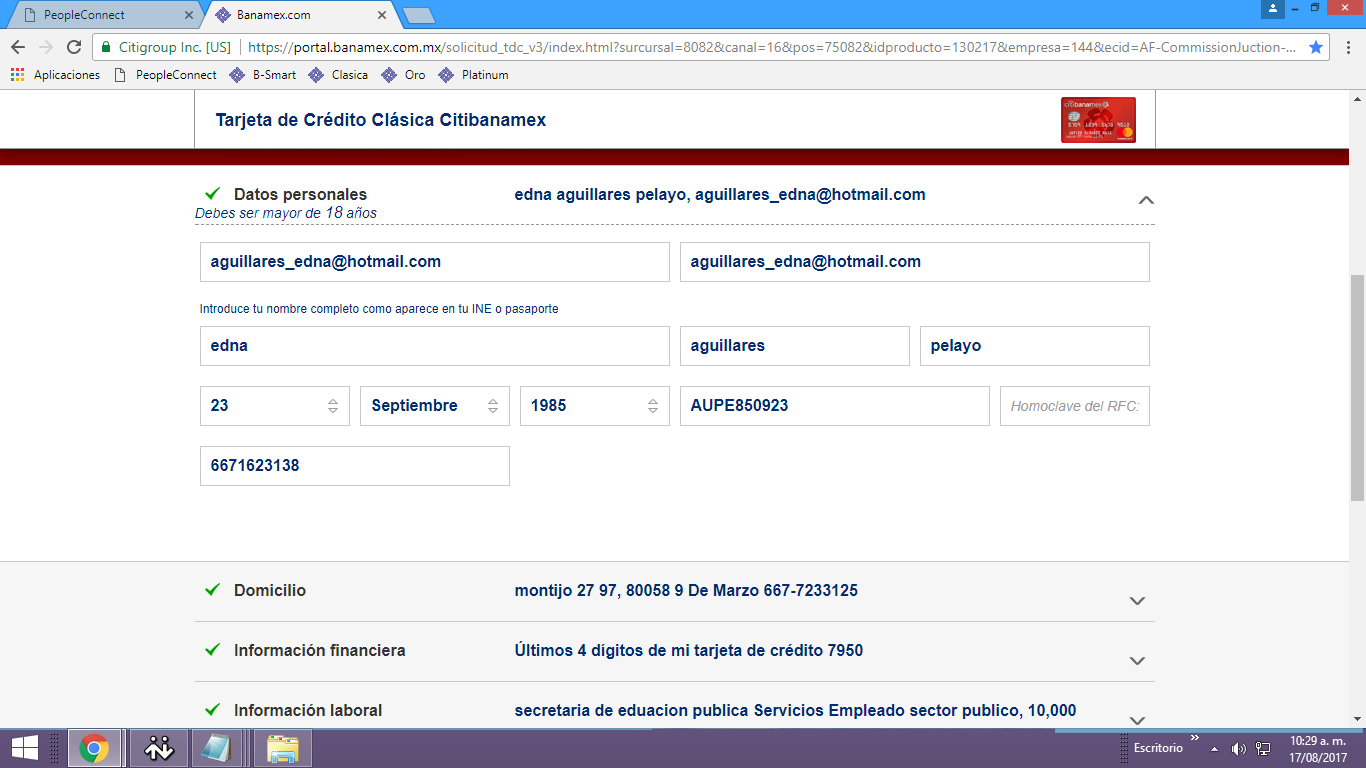 PeopleConnect
Banamex.com
Citigroup Inc. [US] https://portal.banamex.com.mx/solicitud_tdc_v3/index.html?surcursal=8082&canal=16&pos=75082&idproducto=130217&empresa=144&ecid=AF-CommissionJuction-...
Aplicaciones PeopleConnect B-Smart Clasica Oro Platinum
Tarjeta de Crédito Clásica Citibanamex
citibanamex
Datos personales edna aguillares pelayo, aguillares_edna@hotmail.com
Debes ser mayor de 18 años
aguillares_edna@hotmail.com aguillares_edna@hotmail.com
Introduce tu nombre completo como aparece en tu INE o pasaporte
edna aguillares pelayo
23 Septiembre 1985 AUPE850923 Homoclave del RFC:
6671623138
Domicilio montijo 27 97, 80058 9 De Marzo 667-7233125
Información financiera Últimos 4 dígitos de mi tarjeta de crédito 7950
Información laboral secretaria de eduacion publica Servicios Empleado sector publico, 10,000
Escritorio
10:29 a. m.
17/08/2017